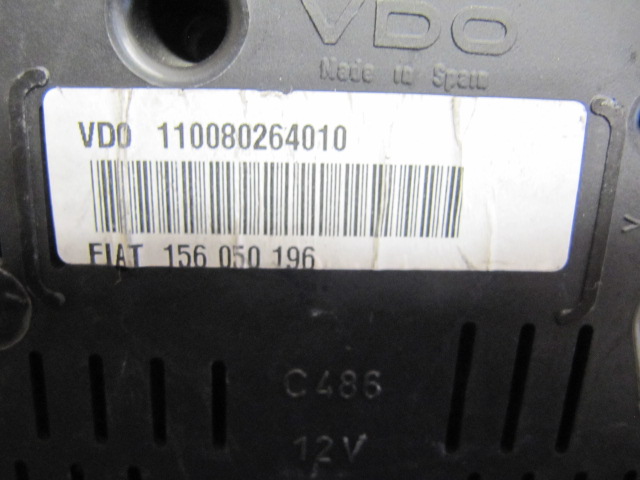 VDO
Made in Spain
VDO 110080264010
FIAT 156 050 196
C486
12V